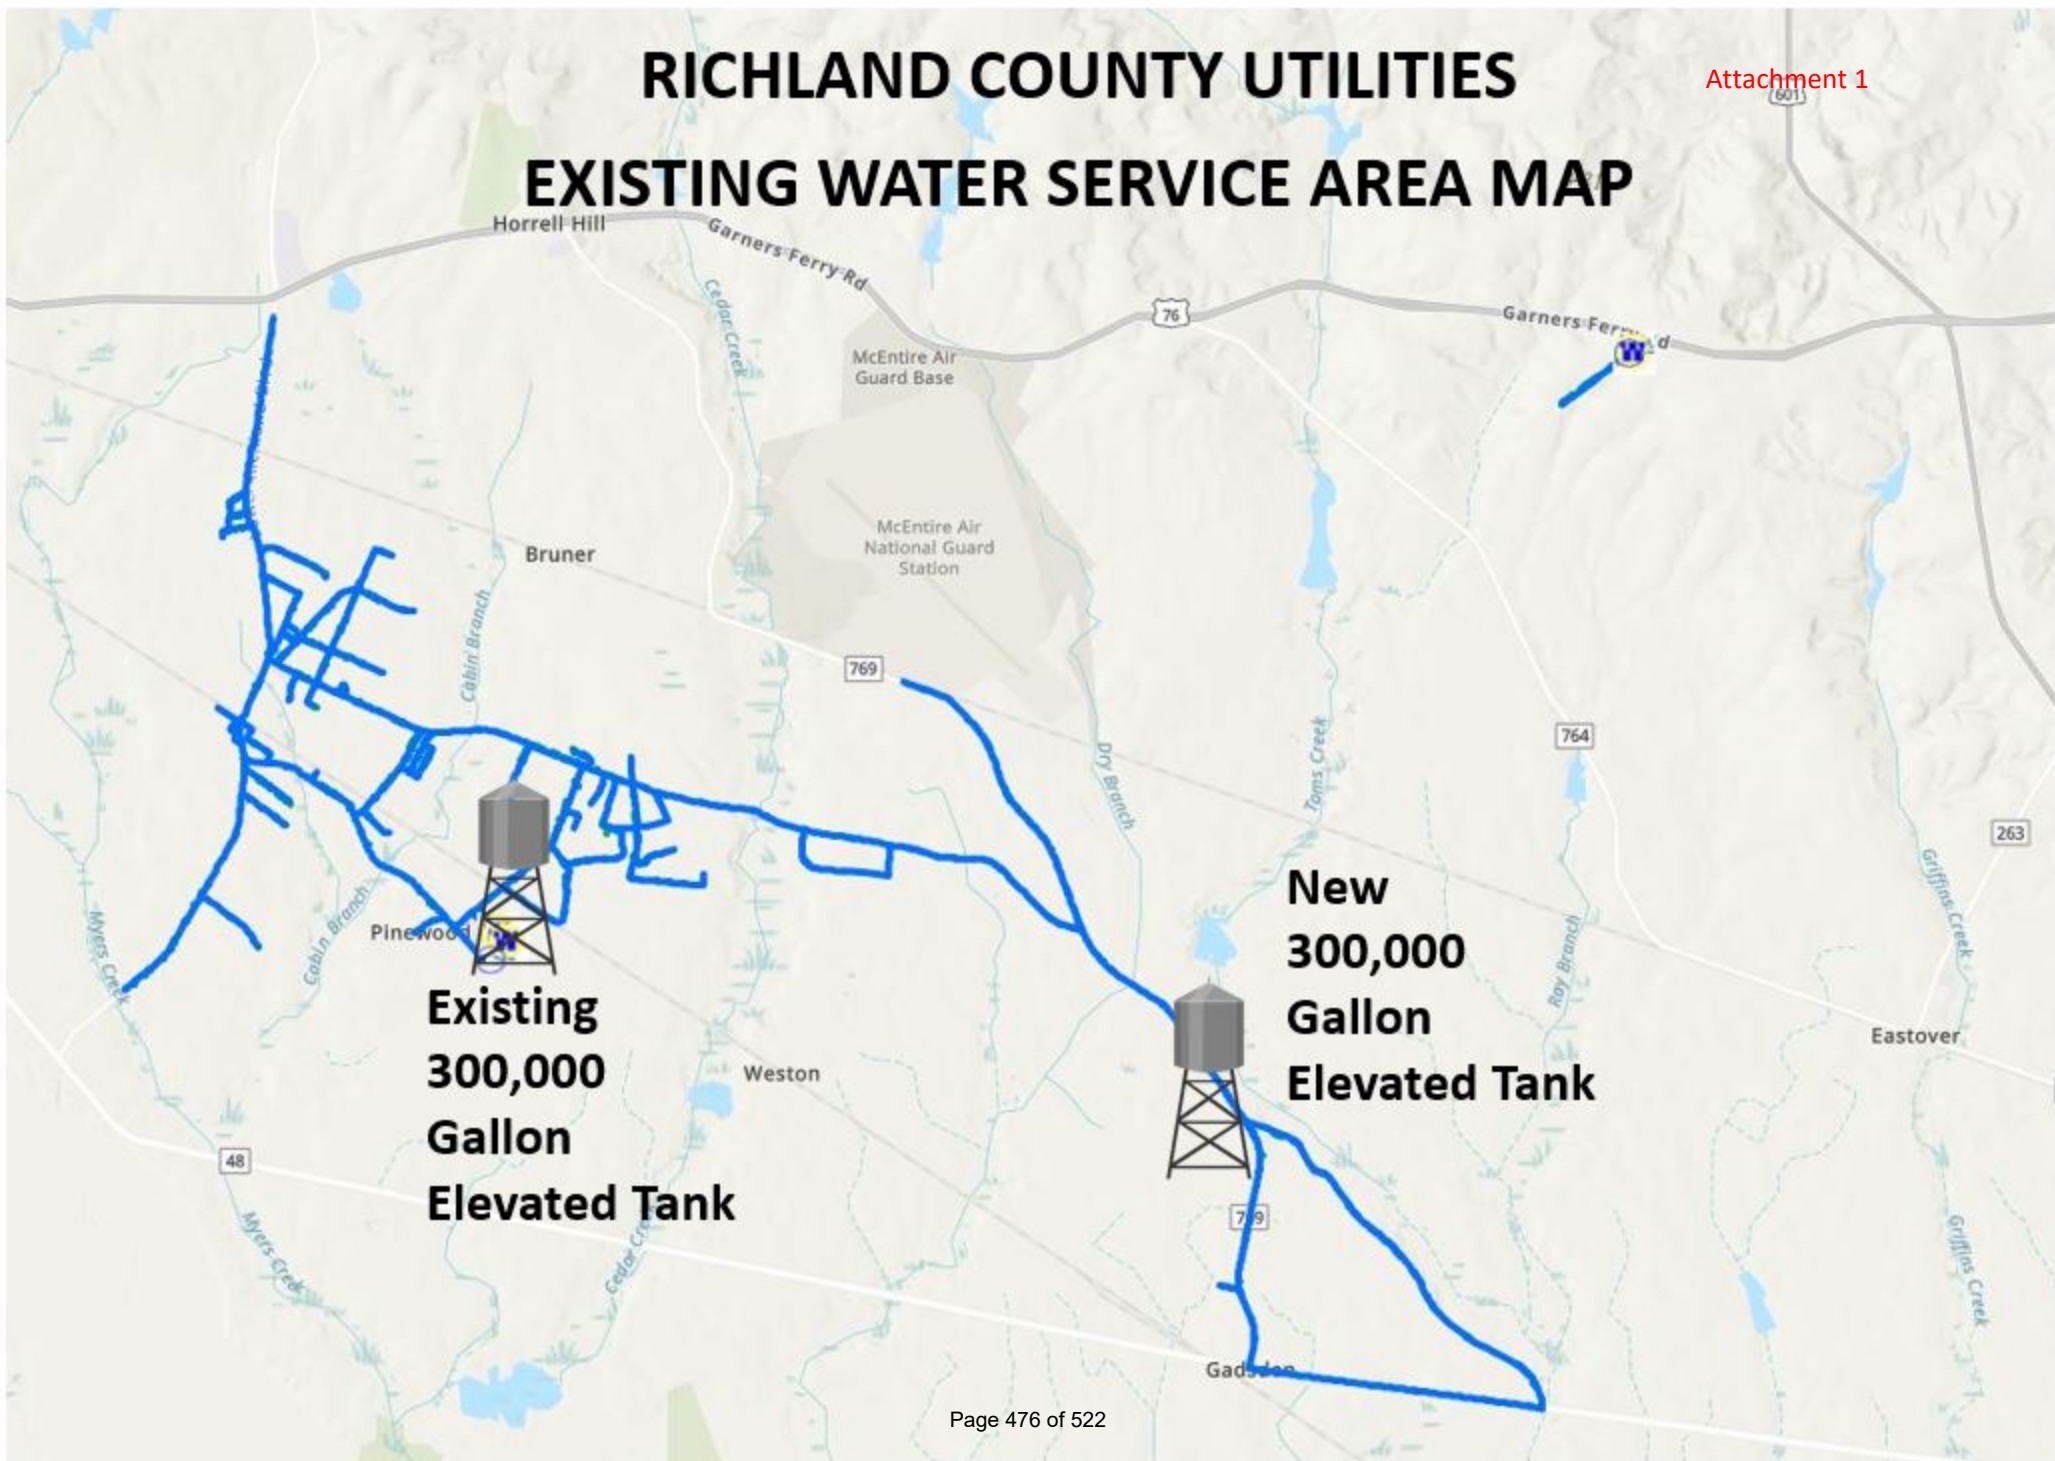 RICHLAND COUNTY UTILITIES
Attachment 1
601
EXISTING WATER SERVICE AREA MAP
Horrell Hill
Garners Ferry Rd
Cedar Creek
76
Garners Ferry Rd
W
McEntire Air
Guard Base
McEntire Air
National Guard
Station
Bruner
Cabin Branch
769
Toms Creek
764
Dry Branch
263
New
300,000
Gallon
Elevated Tank
Griffins Creek
Myers Creek
Cabin Branch
Pinewood
W
Ray Branch
Existing
300,000
Gallon
Elevated Tank
Eastover
Weston
48
769
Myers Creek
Cedar Creek
Griffins Creek
Gadsden
Page 476 of 522